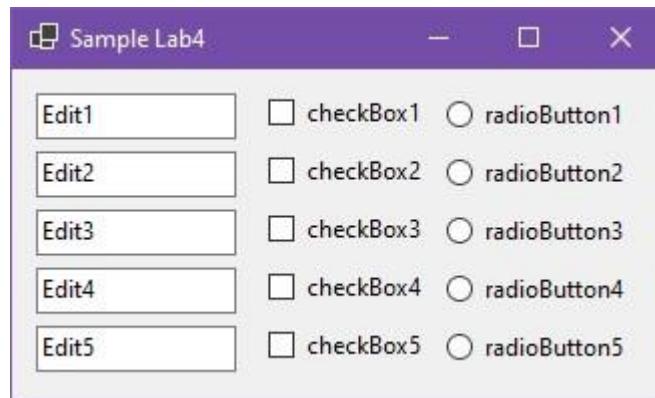 Sample Lab4
Edit1 checkBox1 radioButton1
Edit2 checkBox2 radioButton2
Edit3 checkBox3 radioButton3
Edit4 checkBox4 radioButton4
Edit5 checkBox5 radioButton5